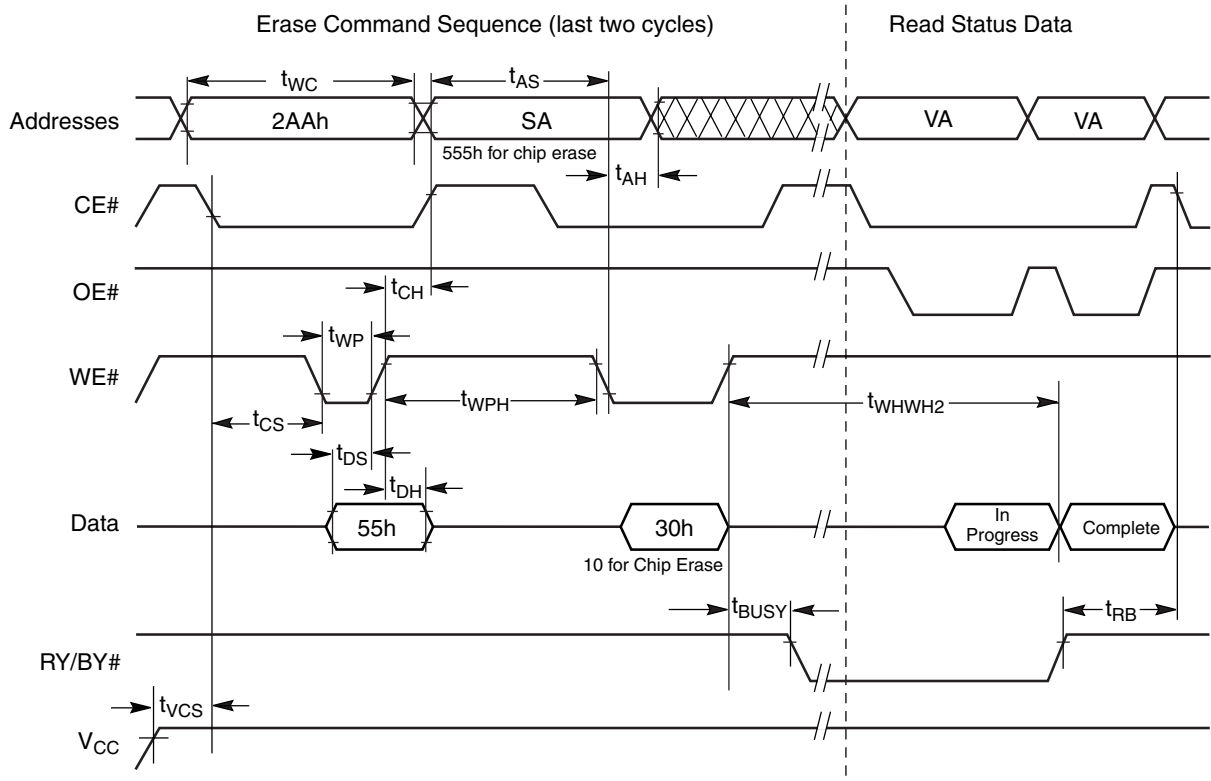 Erase Command Sequence (last two cycles)
Read Status Data
tWC
tAS
Addresses
2AAh
SA
VA
VA
555h for chip erase
tAH
CE#
OE#
tCH
tWP
WE#
tWPH
tWHWH2
tCS
tDS
tDH
Data
55h
30h
In
Progress
Complete
10 for Chip Erase
tBUSY
tRB
RY/BY#
tVCS
VCC